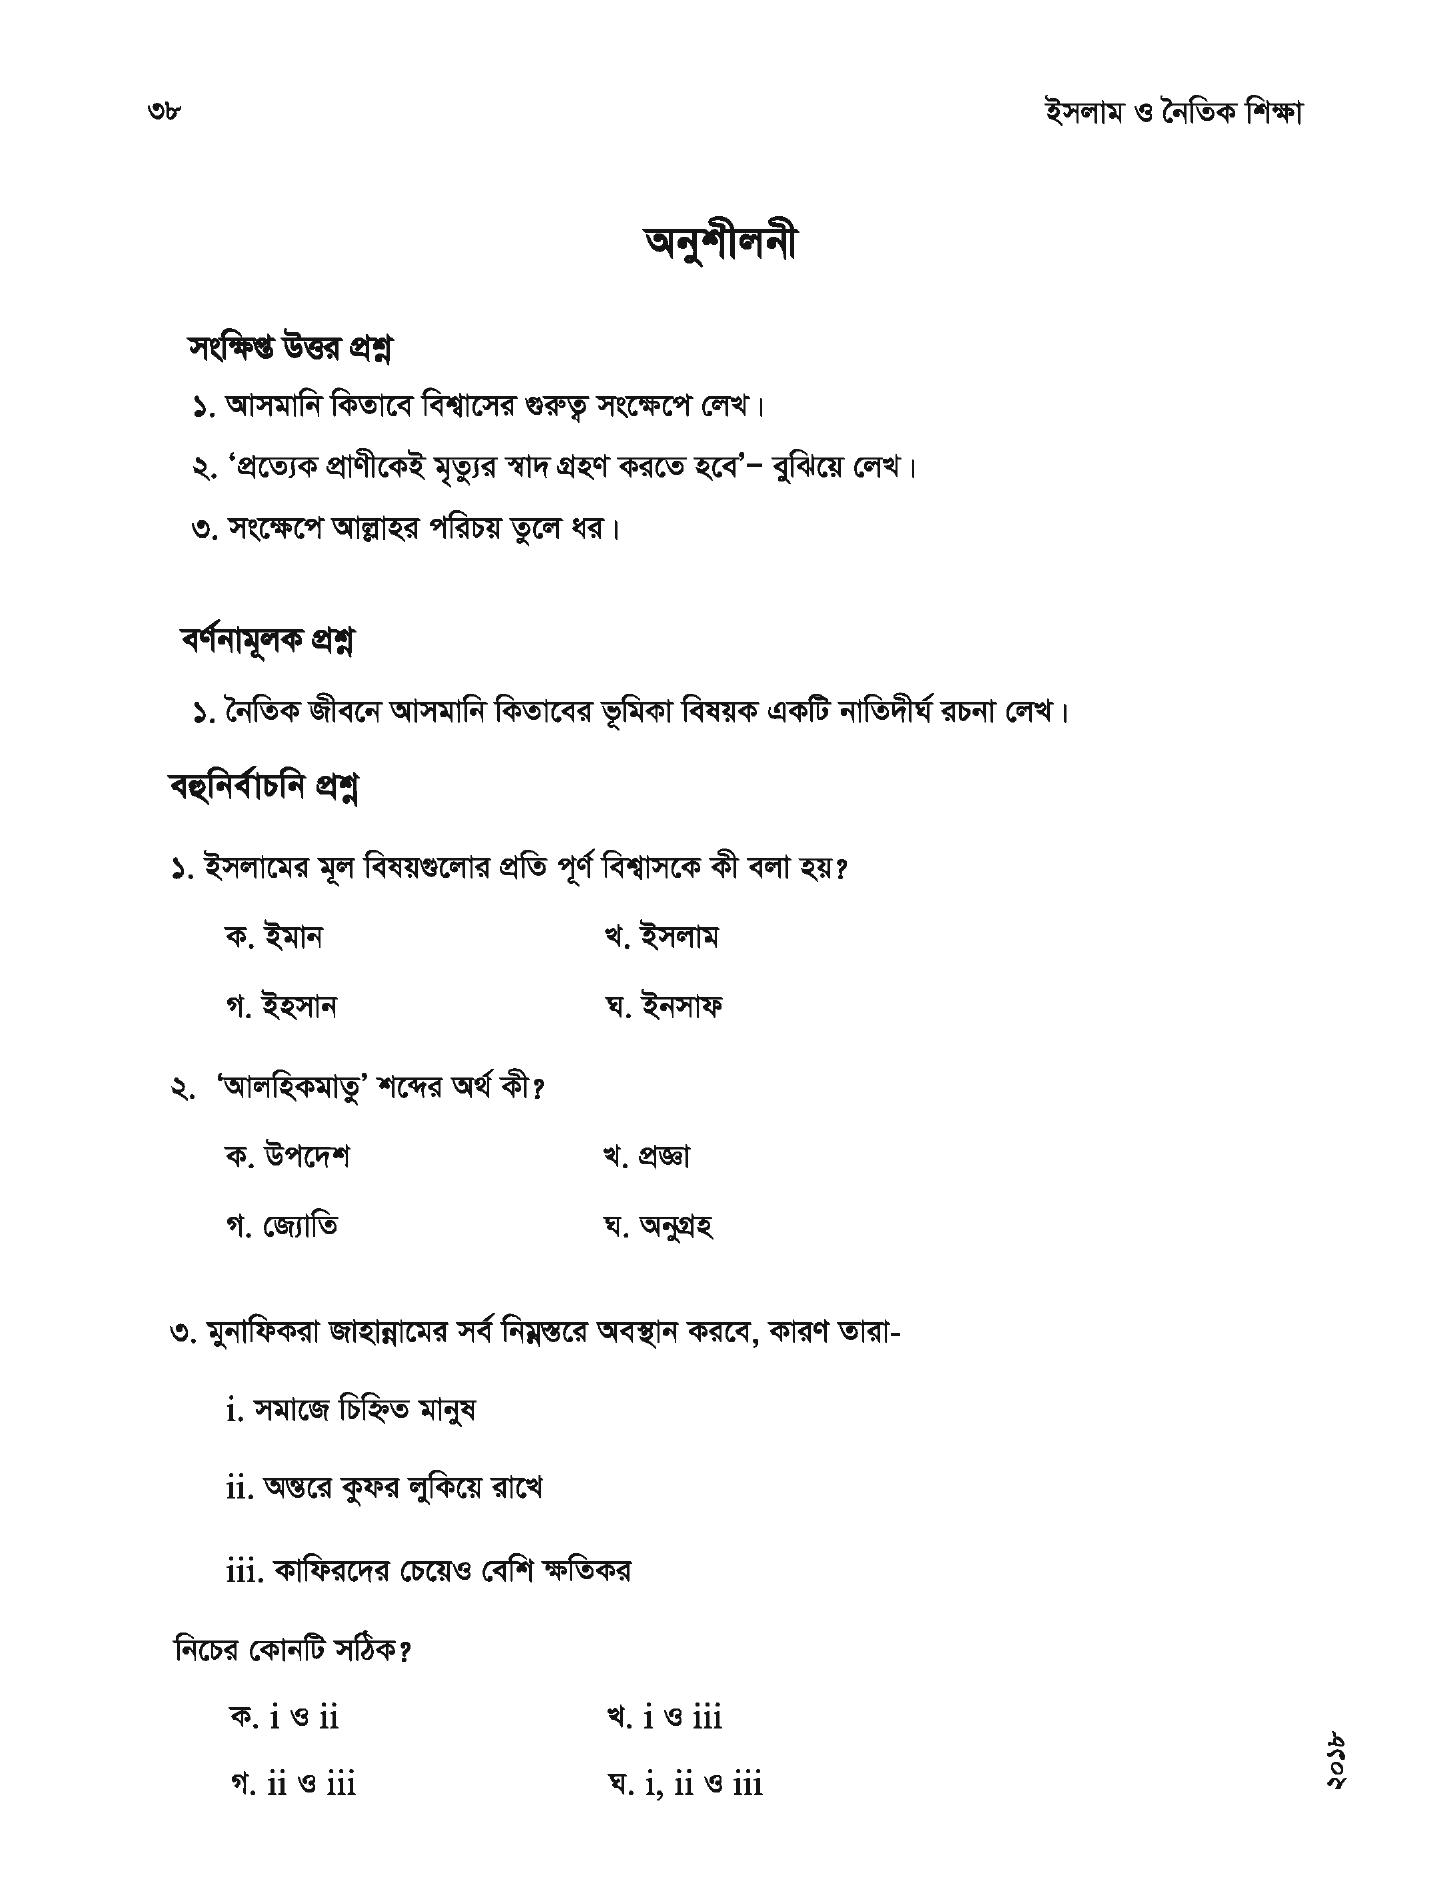 ৩৮ ইসলাম ও নৈতিক শিক্ষা
অনুশীলনী
সংক্ষিপ্ত উত্তর প্রশ্ন
১. আসমানি কিতাবে বিশ্বাসের গুরুত্ব সংক্ষেপে লেখ।
২. ‘প্রত্যেক প্রাণীকেই মৃত্যুর স্বাদ গ্রহণ করতে হবে’– বুঝিয়ে লেখ।
৩. সংক্ষেপে আল্লাহর পরিচয় তুলে ধর।
বর্ণনামূলক প্রশ্ন
১. নৈতিক জীবনে আসমানি কিতাবের ভূমিকা বিষয়ক একটি নাতিদীর্ঘ রচনা লেখ।
বহুনির্বাচনি প্রশ্ন
১. ইসলামের মূল বিষয়গুলোর প্রতি পূর্ণ বিশ্বাসকে কী বলা হয়?
ক. ইমান খ. ইসলাম
গ. ইহসান ঘ. ইনসাফ
২. ‘আলহিকমাতু’ শব্দের অর্থ কী?
ক. উপদেশ খ. প্রজ্ঞা
গ. জ্যোতি ঘ. অনুগ্রহ
৩. মুনাফিকরা জাহান্নামের সর্ব নিম্নস্তরে অবস্থান করবে, কারণ তারা-
i. সমাজে চিহ্নিত মানুষ
ii. অন্তরে কুফর লুকিয়ে রাখে
iii. কাফিরদের চেয়েও বেশি ক্ষতিকর
নিচের কোনটি সঠিক?
ক. i ও ii খ. i ও iii
গ. ii ও iii ঘ. i, ii ও iii
২০১৮